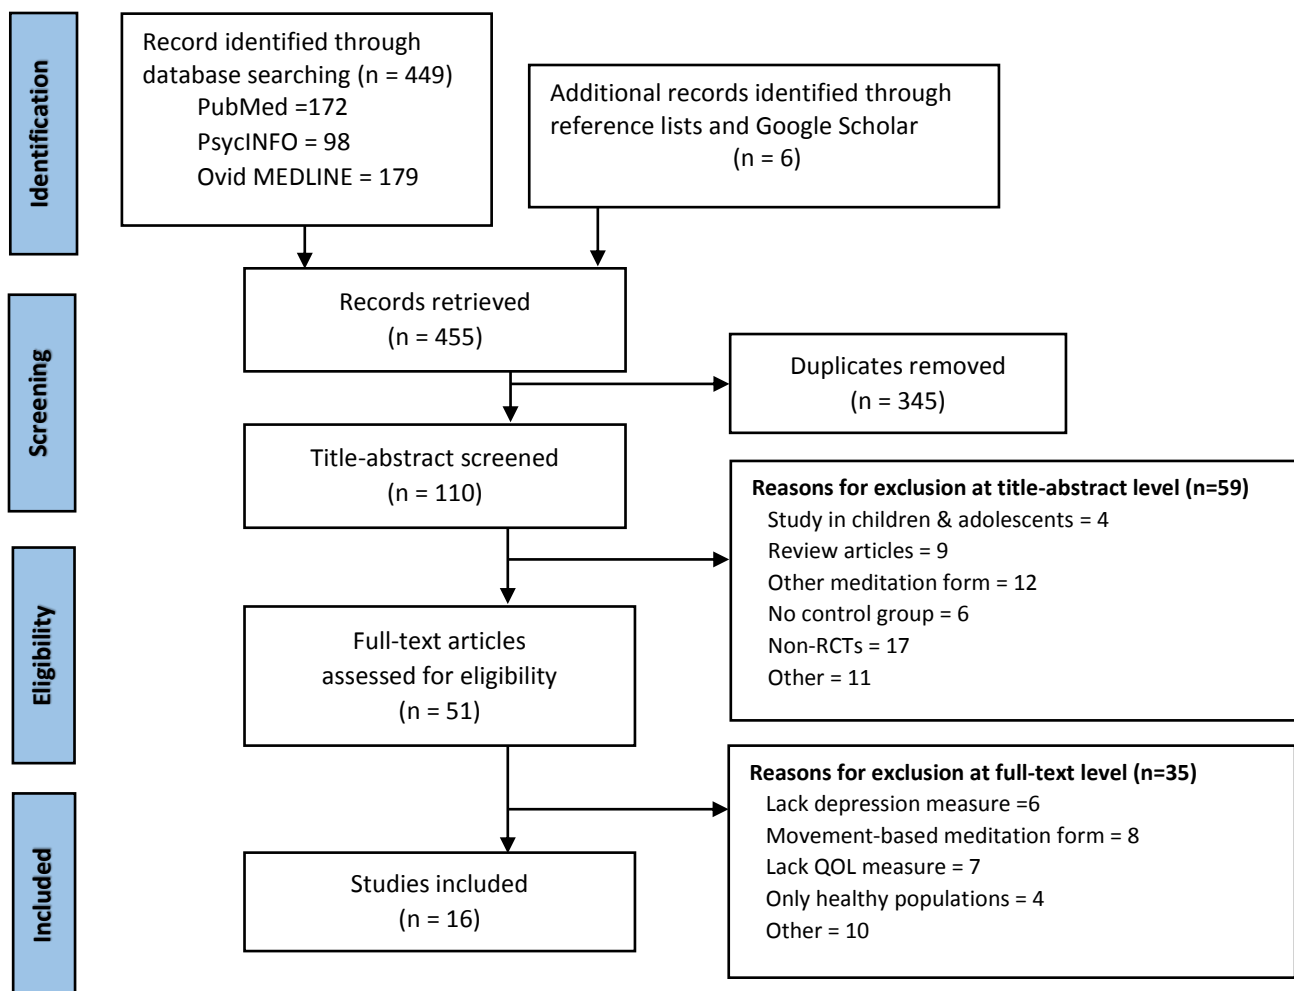 Identification
Record identified through
database searching (n = 449)
PubMed =172
PsycINFO = 98
Ovid MEDLINE = 179
Additional records identified through
reference lists and Google Scholar
(n = 6)
Screening
Records retrieved
(n = 455)
Duplicates removed
(n = 345)
Title-abstract screened
(n = 110)
Reasons for exclusion at title-abstract level (n=59)
Study in children & adolescents = 4
Review articles = 9
Other meditation form = 12
No control group = 6
Non-RCTs = 17
Other = 11
Eligibility
Full-text articles
assessed for eligibility
(n = 51)
Reasons for exclusion at full-text level (n=35)
Lack depression measure =6
Movement-based meditation form = 8
Lack QOL measure = 7
Only healthy populations = 4
Other = 10
Included
Studies included
(n = 16)